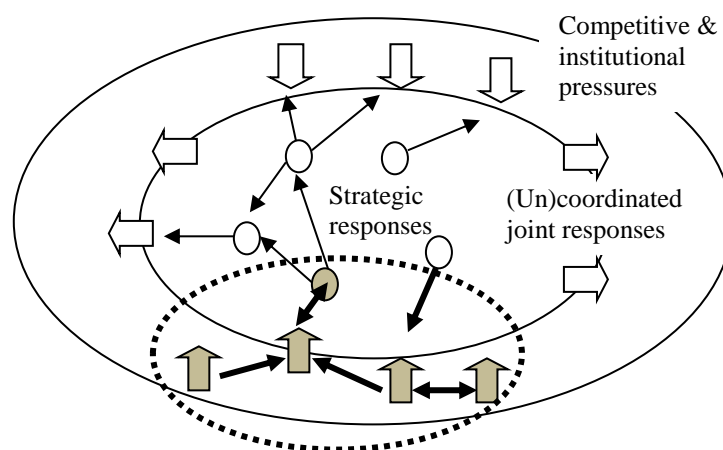 Competitive &
institutional
pressures
Strategic
responses
(Un)coordinated
joint responses